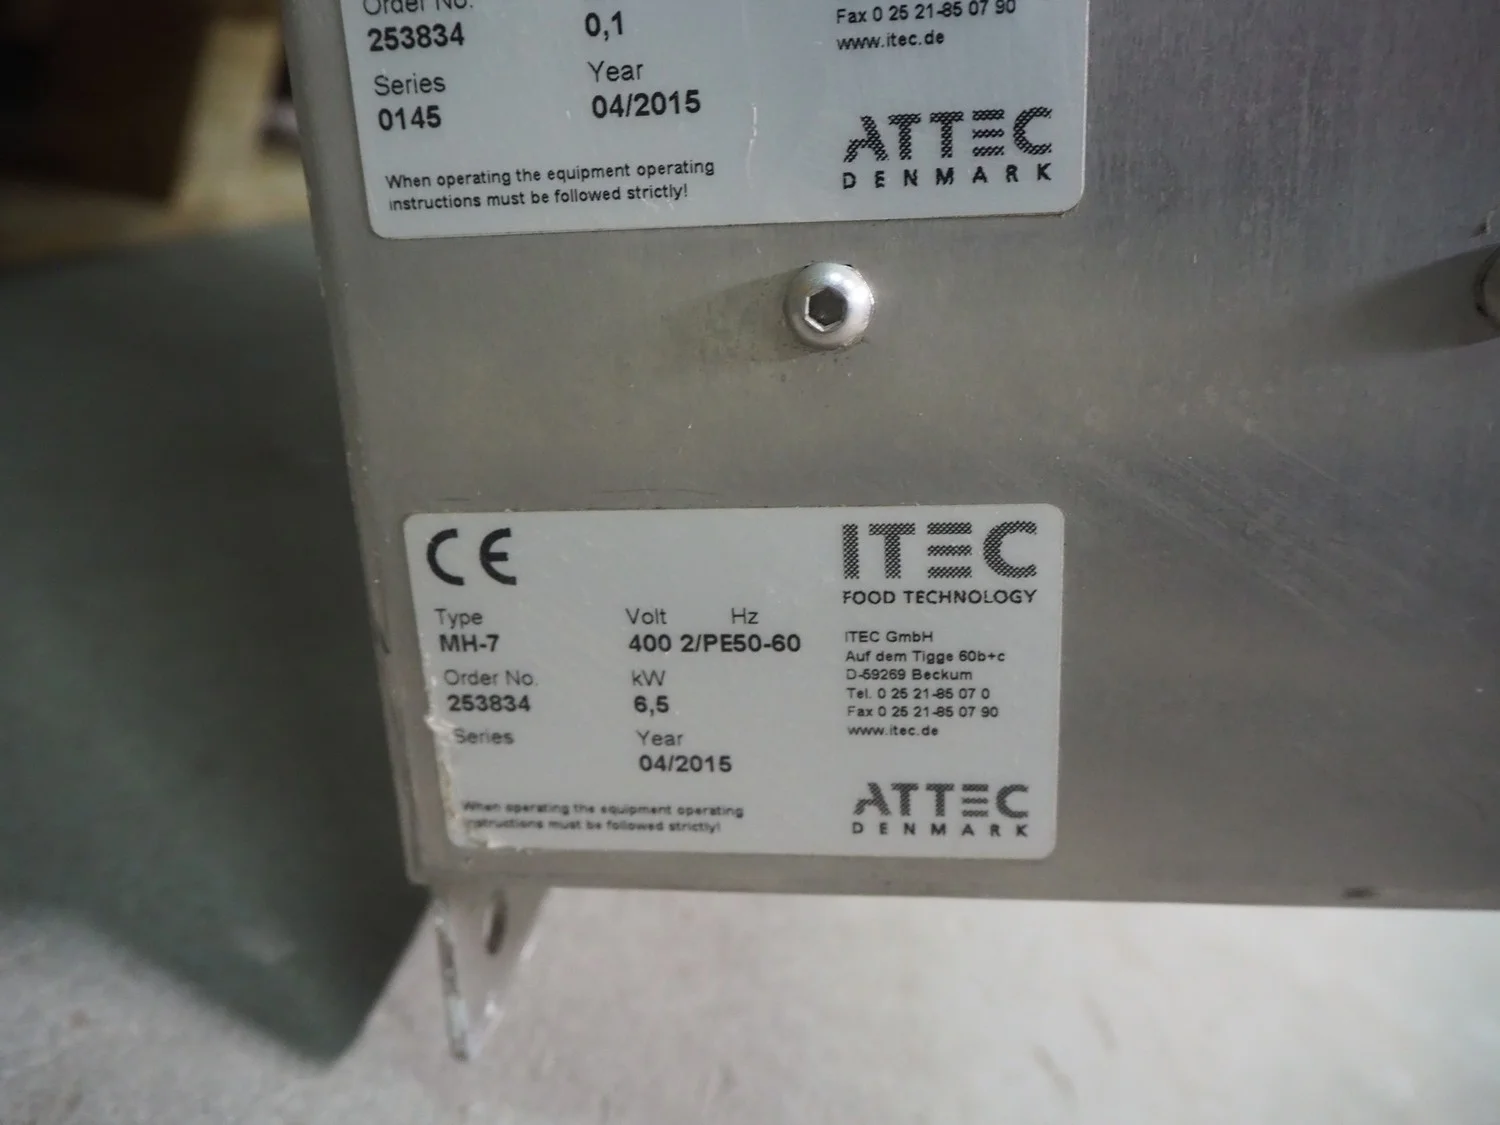 Order No.
253834
0,1
Series
0145
Year
04/2015
When operating the equipment operating
instructions must be followed strictly!
Fax 0 25 21-85 07 90
www.itec.de
ATTEC
DENMARK
CE
Type
MH-7
Volt Hz
400 2/PE50-60
Order No.
253834
kW
6,5
Series
Year
04/2015
When operating the equipment operating
instructions must be followed strictly!
ITEC
FOOD TECHNOLOGY
ITEC GmbH
Auf dem Tigge 60b+c
D-59269 Beckum
Tel. 0 25 21-85 07 0
Fax 0 25 21-85 07 90
www.itec.de
ATTEC
DENMARK